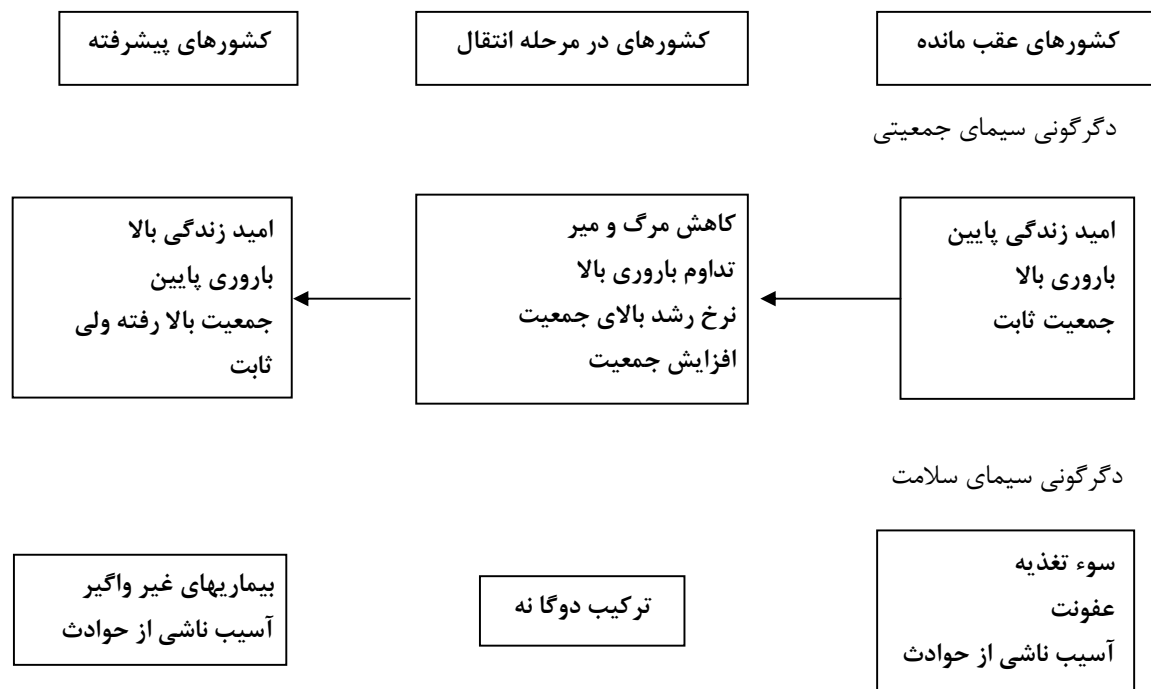 کشورهای عقب مانده
کشورهای در مرحله انتقال
کشورهای پیشرفته
دگرگونی سیمای جمعیتی
امید زندگی پایین
باروری بالا
جمعیت ثابت
کاهش مرگ و میر
تداوم باروری بالا
نرخ رشد بالای جمعیت
افزایش جمعیت
امید زندگی بالا
باروری پایین
جمعیت بالا رفته ولی
ثابت
دگرگونی سیمای سلامت
سوء تغذیه
عفونت
آسیب ناشی از حوادث
ترکیب دوگا نه
بیماریهای غیر واگیر
آسیب ناشی از حوادث